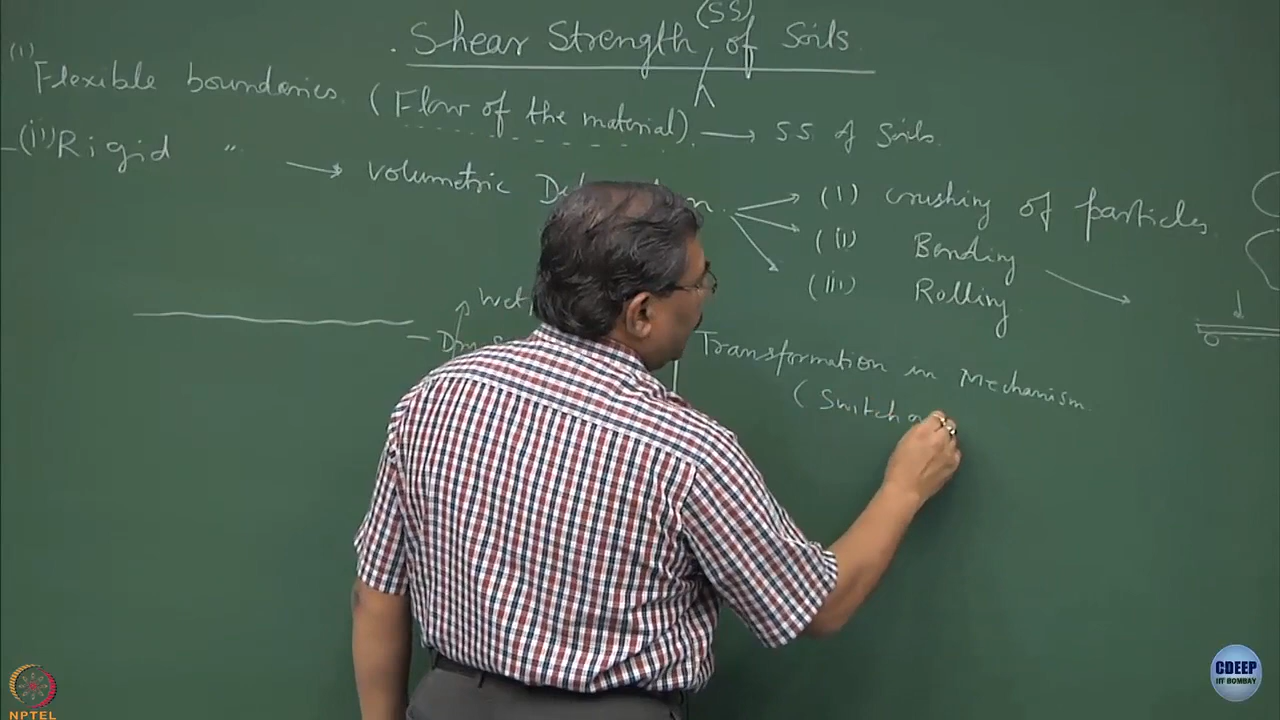 Shear Strength of Soils
(SS)
(i) Flexible boundaries. (Flow of the material). → SS of Soils.
(ii) Rigid " → Volumetric
(i) crushing of particles.
(ii) Bending
(iii) Rolling
Transformation in Mechanism.
(Switch
NPTEL
CDEEP
IIT BOMBAY